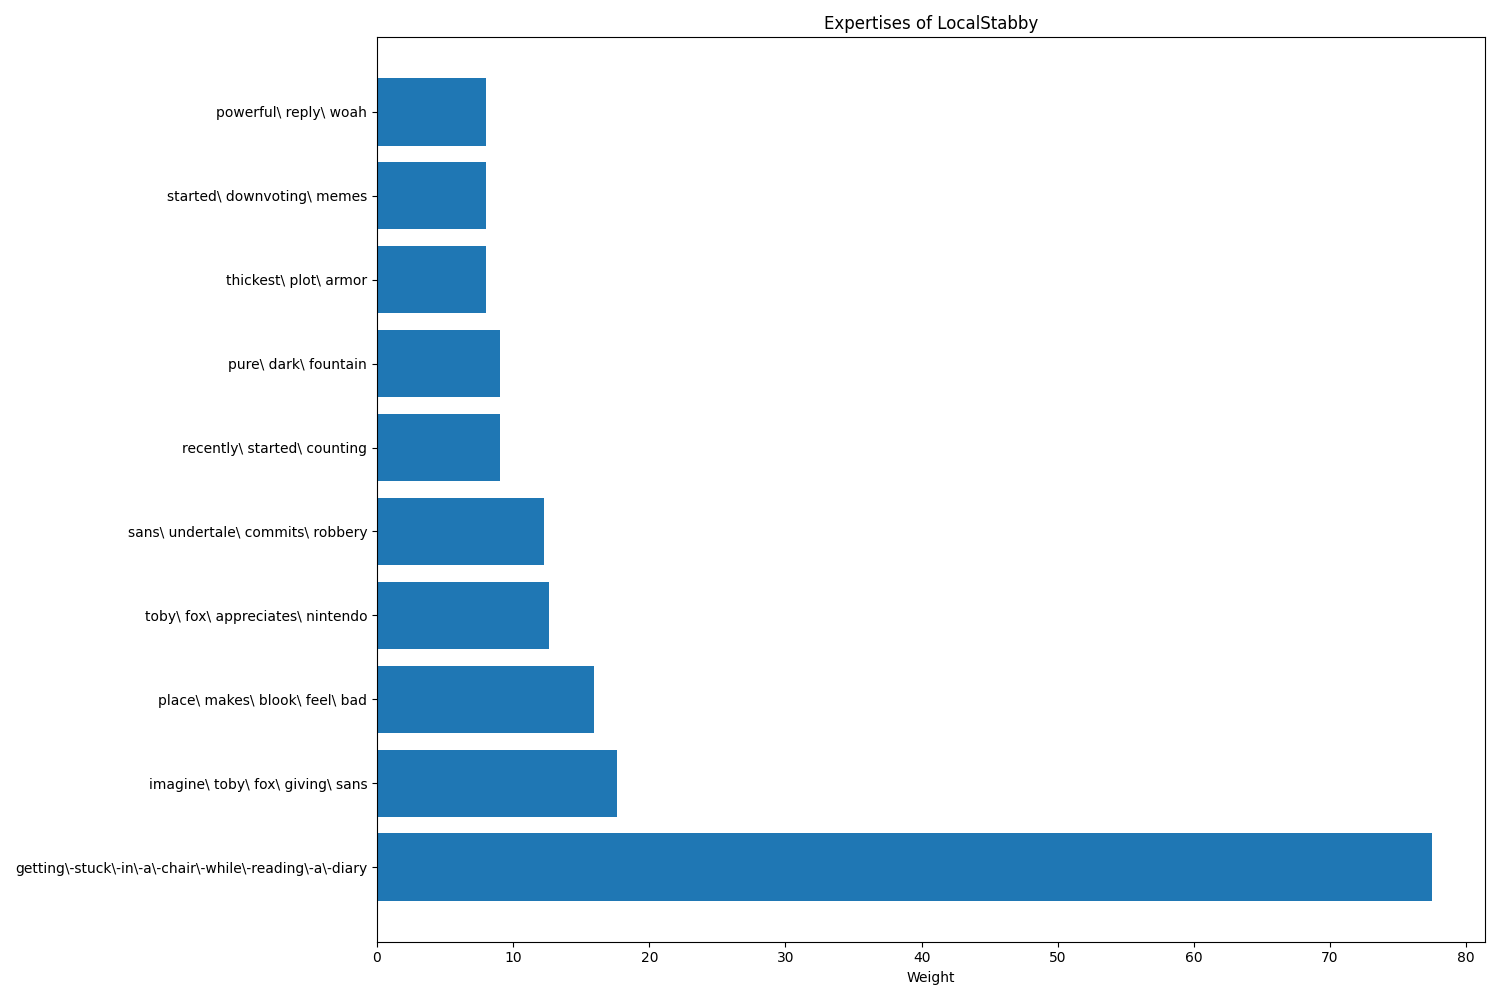 Expertises of LocalStabby
powerful\ reply\ woah
started\ downvoting\ memes
thickest\ plot\ armor
pure\ dark\ fountain
recently\ started\ counting
sans\ undertale\ commits\ robbery
toby\ fox\ appreciates\ nintendo
place\ makes\ blook\ feel\ bad
imagine\ toby\ fox\ giving\ sans
getting\-stuck\-in\-a\-chair\-while\-reading\-a\-diary
0 10 20 30 40 50 60 70 80
Weight